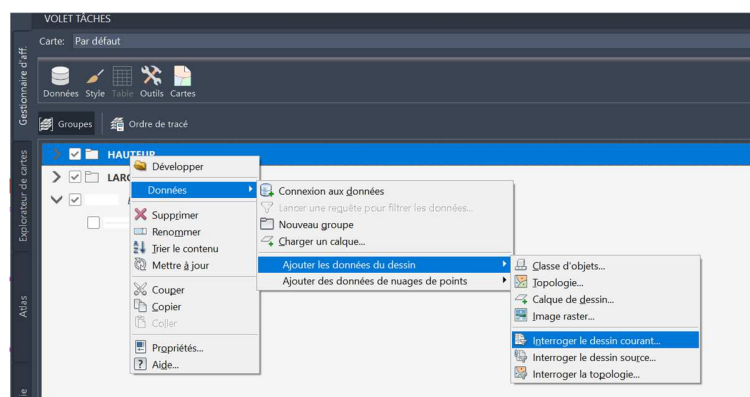 VOLET TÂCHES
Carte: Par défaut
Données Style Table Outils Cartes
Groupes Ordre de tracé
HAUTEUR
LARG
Gestionnaire d'aff.
Explorateur de cartes
Atlas
Développer
Données
Supprimer
Renommer
Trier le contenu
Mettre à jour
Couper
Copier
Coller
Propriétés...
Aide...
Connexion aux données
Lancer une requête pour filtrer les données...
Nouveau groupe
Charger un calque...
Ajouter les données du dessin
Ajouter des données de nuages de points
Classe d'objets...
Topologie...
Calque de dessin...
Image raster...
Interroger le dessin courant...
Interroger le dessin source...
Interroger la topologie...